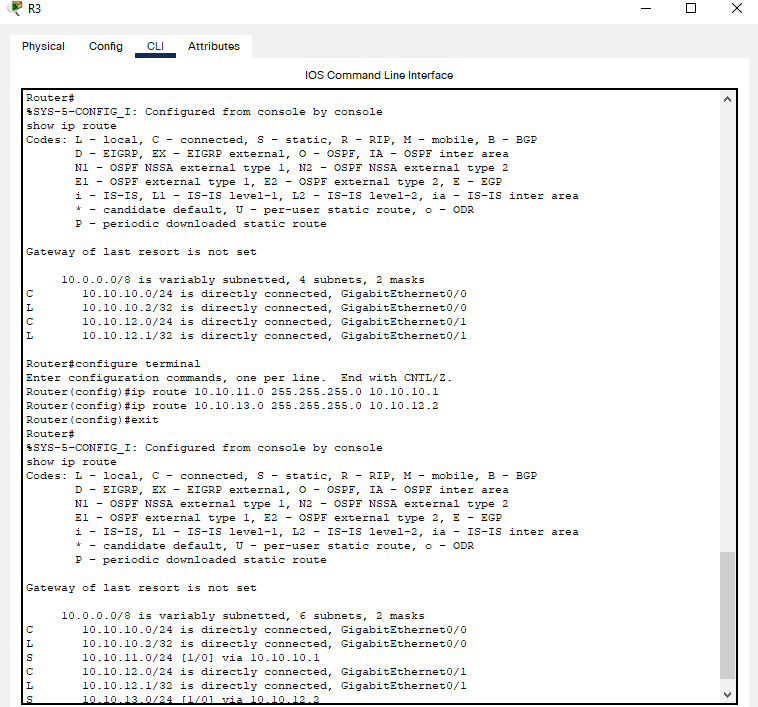 R3
Physical Config CLI Attributes
IOS Command Line Interface
Router#
%SYS-5-CONFIG_I: Configured from console by console
show ip route
Codes: L - local, C - connected, S - static, R - RIP, M - mobile, B - BGP
D - EIGRP, EX - EIGRP external, O - OSPF, IA - OSPF inter area
N1 - OSPF NSSA external type 1, N2 - OSPF NSSA external type 2
E1 - OSPF external type 1, E2 - OSPF external type 2, E - EGP
i - IS-IS, L1 - IS-IS level-1, L2 - IS-IS level-2, ia - IS-IS inter area
* - candidate default, U - per-user static route, o - ODR
P - periodic downloaded static route
Gateway of last resort is not set
10.0.0.0/8 is variably subnetted, 4 subnets, 2 masks
C 10.10.10.0/24 is directly connected, GigabitEthernet0/0
L 10.10.10.2/32 is directly connected, GigabitEthernet0/0
C 10.10.12.0/24 is directly connected, GigabitEthernet0/1
L 10.10.12.1/32 is directly connected, GigabitEthernet0/1
Router#configure terminal
Enter configuration commands, one per line. End with CNTL/Z.
Router(config)#ip route 10.10.11.0 255.255.255.0 10.10.10.1
Router(config)#ip route 10.10.13.0 255.255.255.0 10.10.12.2
Router(config)#exit
Router#
%SYS-5-CONFIG_I: Configured from console by console
show ip route
Codes: L - local, C - connected, S - static, R - RIP, M - mobile, B - BGP
D - EIGRP, EX - EIGRP external, O - OSPF, IA - OSPF inter area
N1 - OSPF NSSA external type 1, N2 - OSPF NSSA external type 2
E1 - OSPF external type 1, E2 - OSPF external type 2, E - EGP
i - IS-IS, L1 - IS-IS level-1, L2 - IS-IS level-2, ia - IS-IS inter area
* - candidate default, U - per-user static route, o - ODR
P - periodic downloaded static route
Gateway of last resort is not set
10.0.0.0/8 is variably subnetted, 6 subnets, 2 masks
C 10.10.10.0/24 is directly connected, GigabitEthernet0/0
L 10.10.10.2/32 is directly connected, GigabitEthernet0/0
S 10.10.11.0/24 [1/0] via 10.10.10.1
C 10.10.12.0/24 is directly connected, GigabitEthernet0/1
L 10.10.12.1/32 is directly connected, GigabitEthernet0/1
S 10.10.13.0/24 [1/0] via 10.10.12.2